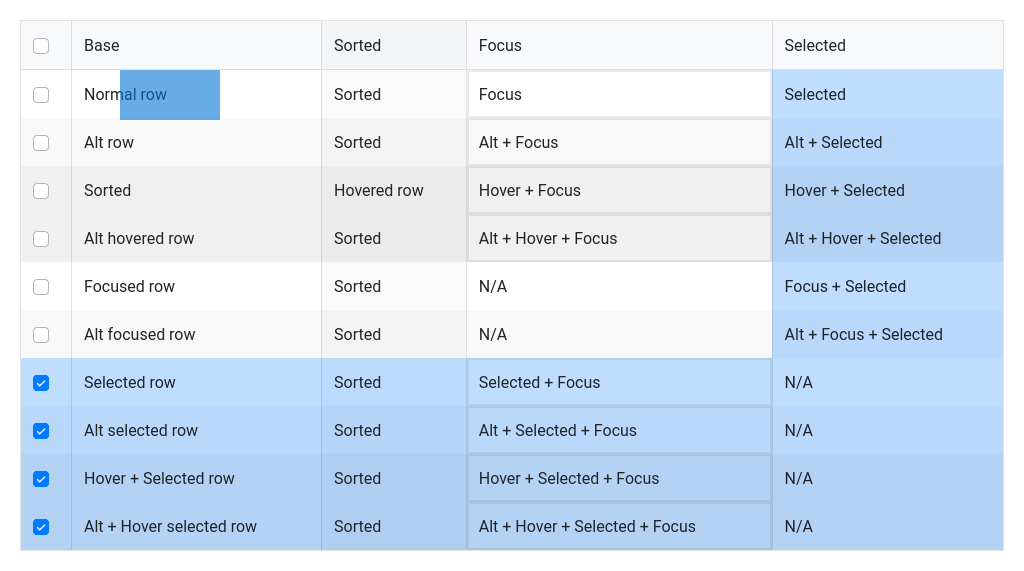 Base Sorted Focus Selected
Normal row Sorted Focus Selected
Alt row Sorted Alt + Focus Alt + Selected
Sorted Hovered row Hover + Focus Hover + Selected
Alt hovered row Sorted Alt + Hover + Focus Alt + Hover + Selected
Focused row Sorted N/A Focus + Selected
Alt focused row Sorted N/A Alt + Focus + Selected
Selected row Sorted Selected + Focus N/A
Alt selected row Sorted Alt + Selected + Focus N/A
Hover + Selected row Sorted Hover + Selected + Focus N/A
Alt + Hover selected row Sorted Alt + Hover + Selected + Focus N/A